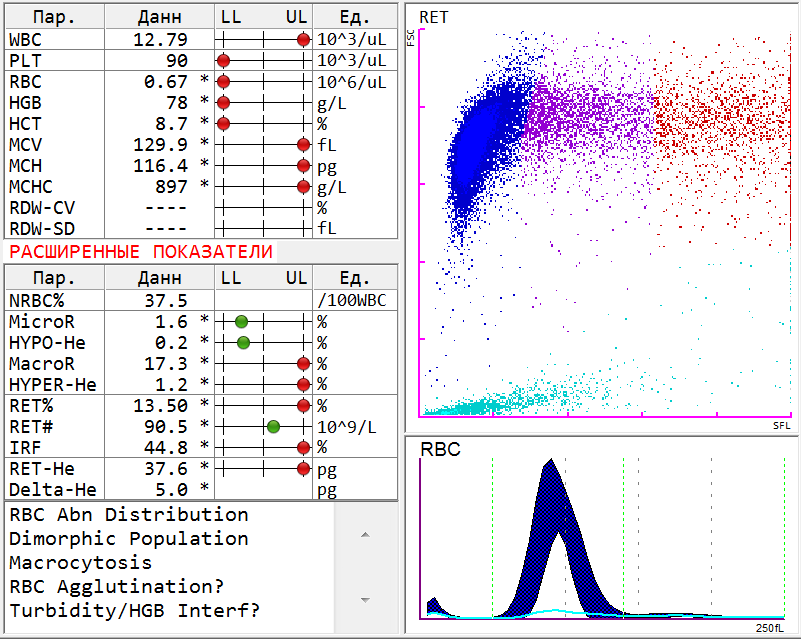 Пар. Данн LL UL Ед.
WBC 12.79 10^3/uL
PLT 90 10^3/uL
RBC 0.67 * 10^6/uL
HGB 78 * g/L
HCT 8.7 * %
MCV 129.9 * fL
MCH 116.4 * pg
MCHC 897 * g/L
RDW-CV ---- %
RDW-SD ---- fL
РАСШИРЕННЫЕ ПОКАЗАТЕЛИ
Пар. Данн LL UL Ед.
NRBC% 37.5 /100WBC
MicroR 1.6 * %
HYPO-He 0.2 * %
MacroR 17.3 * %
HYPER-He 1.2 * %
RET% 13.50 * %
RET# 90.5 * 10^9/L
IRF 44.8 * %
RET-He 37.6 * pg
Delta-He 5.0 * pg
RBC Abn Distribution
Dimorphic Population
Macrocytosis
RBC Agglutination?
Turbidity/HGB Interf?
RET
FSC
SFL
RBC
250fL